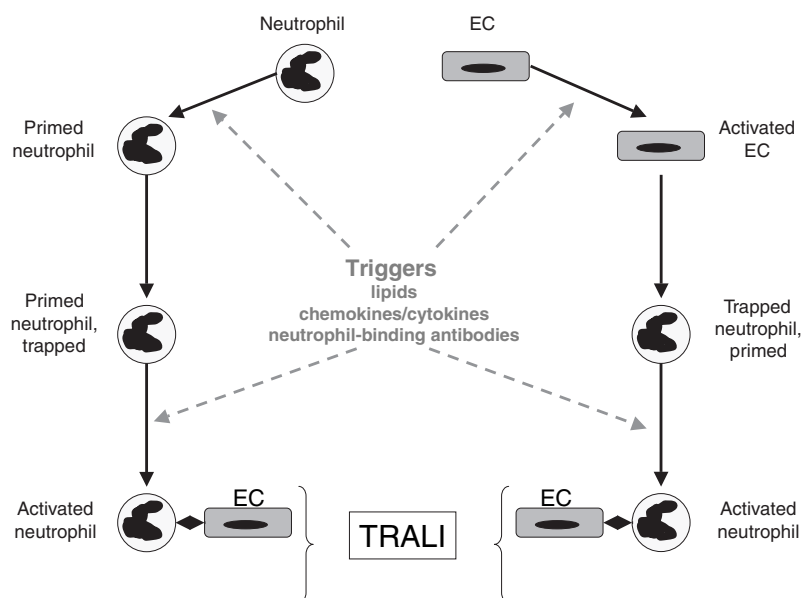 Neutrophil
EC
Primed
neutrophil
Activated
EC
Triggers
lipids
chemokines/cytokines
neutrophil-binding antibodies
Primed
neutrophil,
trapped
Trapped
neutrophil,
primed
Activated
neutrophil
EC
TRALI
EC
Activated
neutrophil